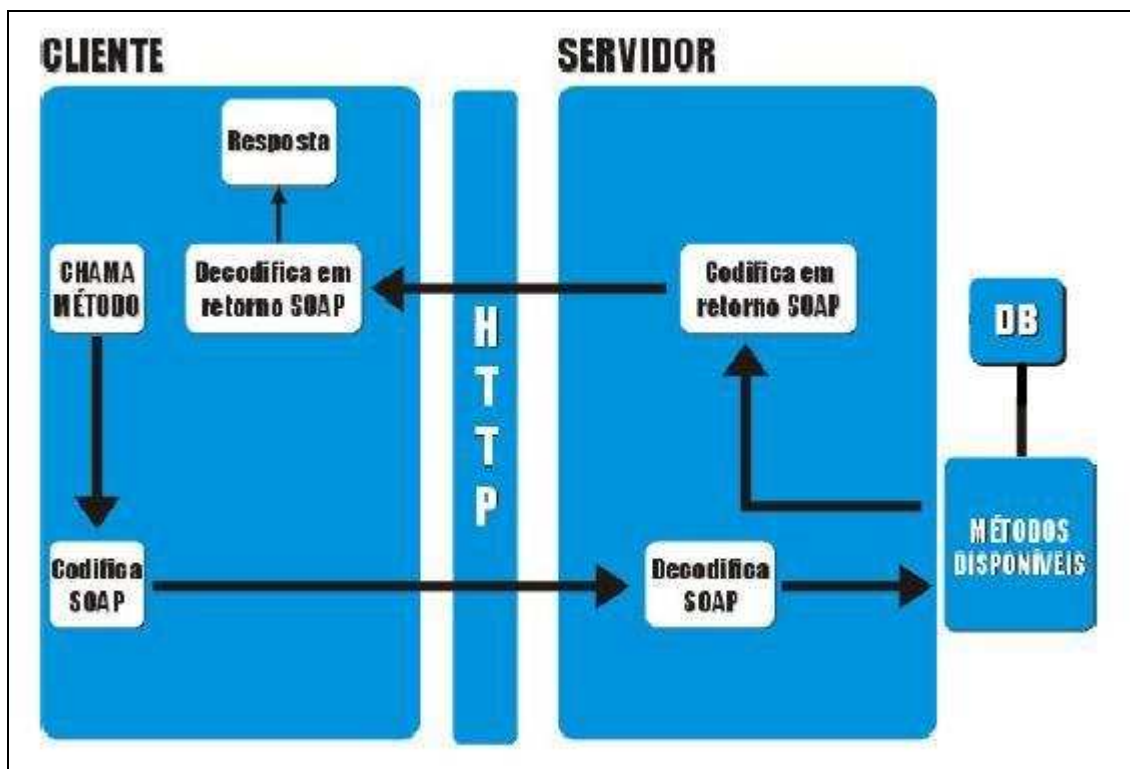 CLIENTE
SERVIDOR
Resposta
CHAMA
MÉTODO
Decodifica em
retorno SOAP
Codifica em
retorno SOAP
DB
H
T
T
P
MÉTODOS
DISPONÍVEIS
Codifica
SOAP
Decodifica
SOAP